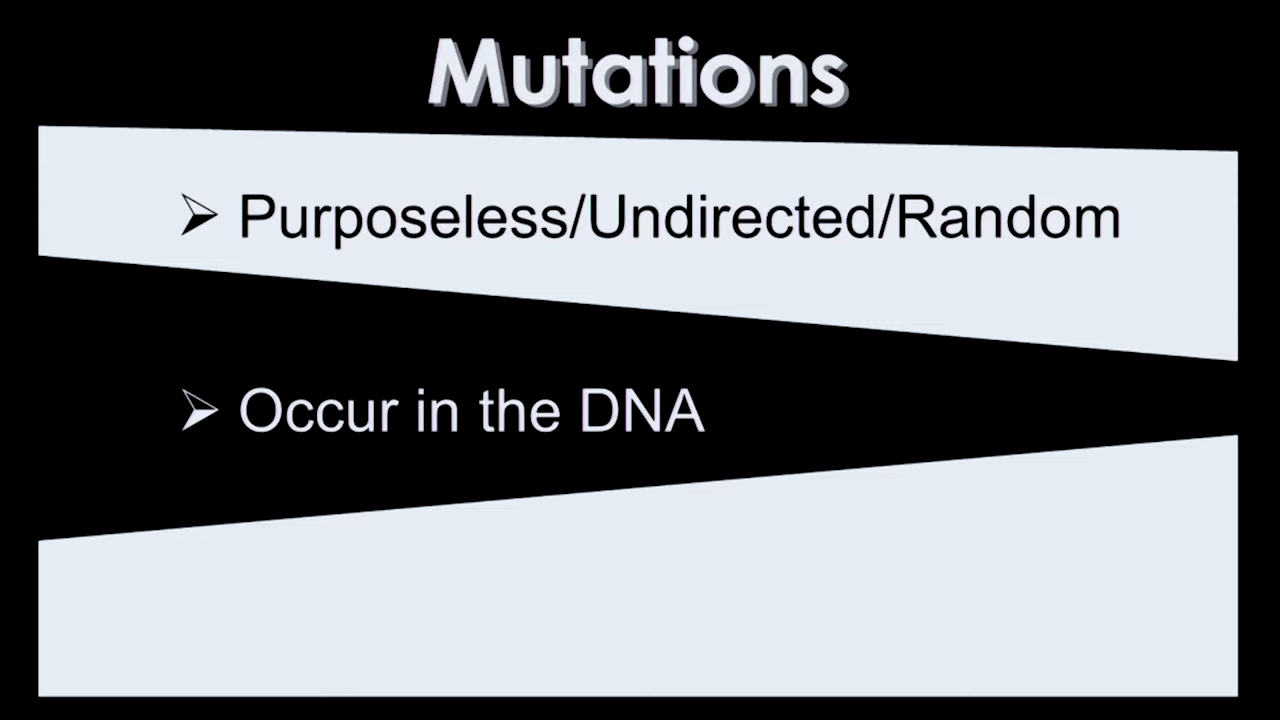 Mutations
➢ Purposeless/Undirected/Random
➢ Occur in the DNA